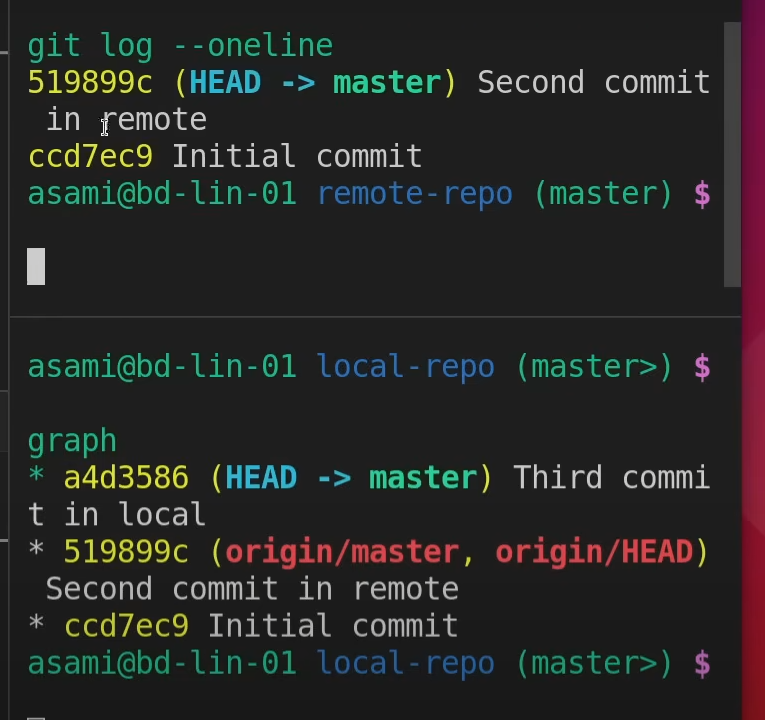 git log --oneline
519899c (HEAD -> master) Second commit
in remote
ccd7ec9 Initial commit
asami@bd-lin-01 remote-repo (master) $
asami@bd-lin-01 local-repo (master>) $
graph
* a4d3586 (HEAD -> master) Third commi
t in local
* 519899c (origin/master, origin/HEAD)
Second commit in remote
* ccd7ec9 Initial commit
asami@bd-lin-01 local-repo (master>) $